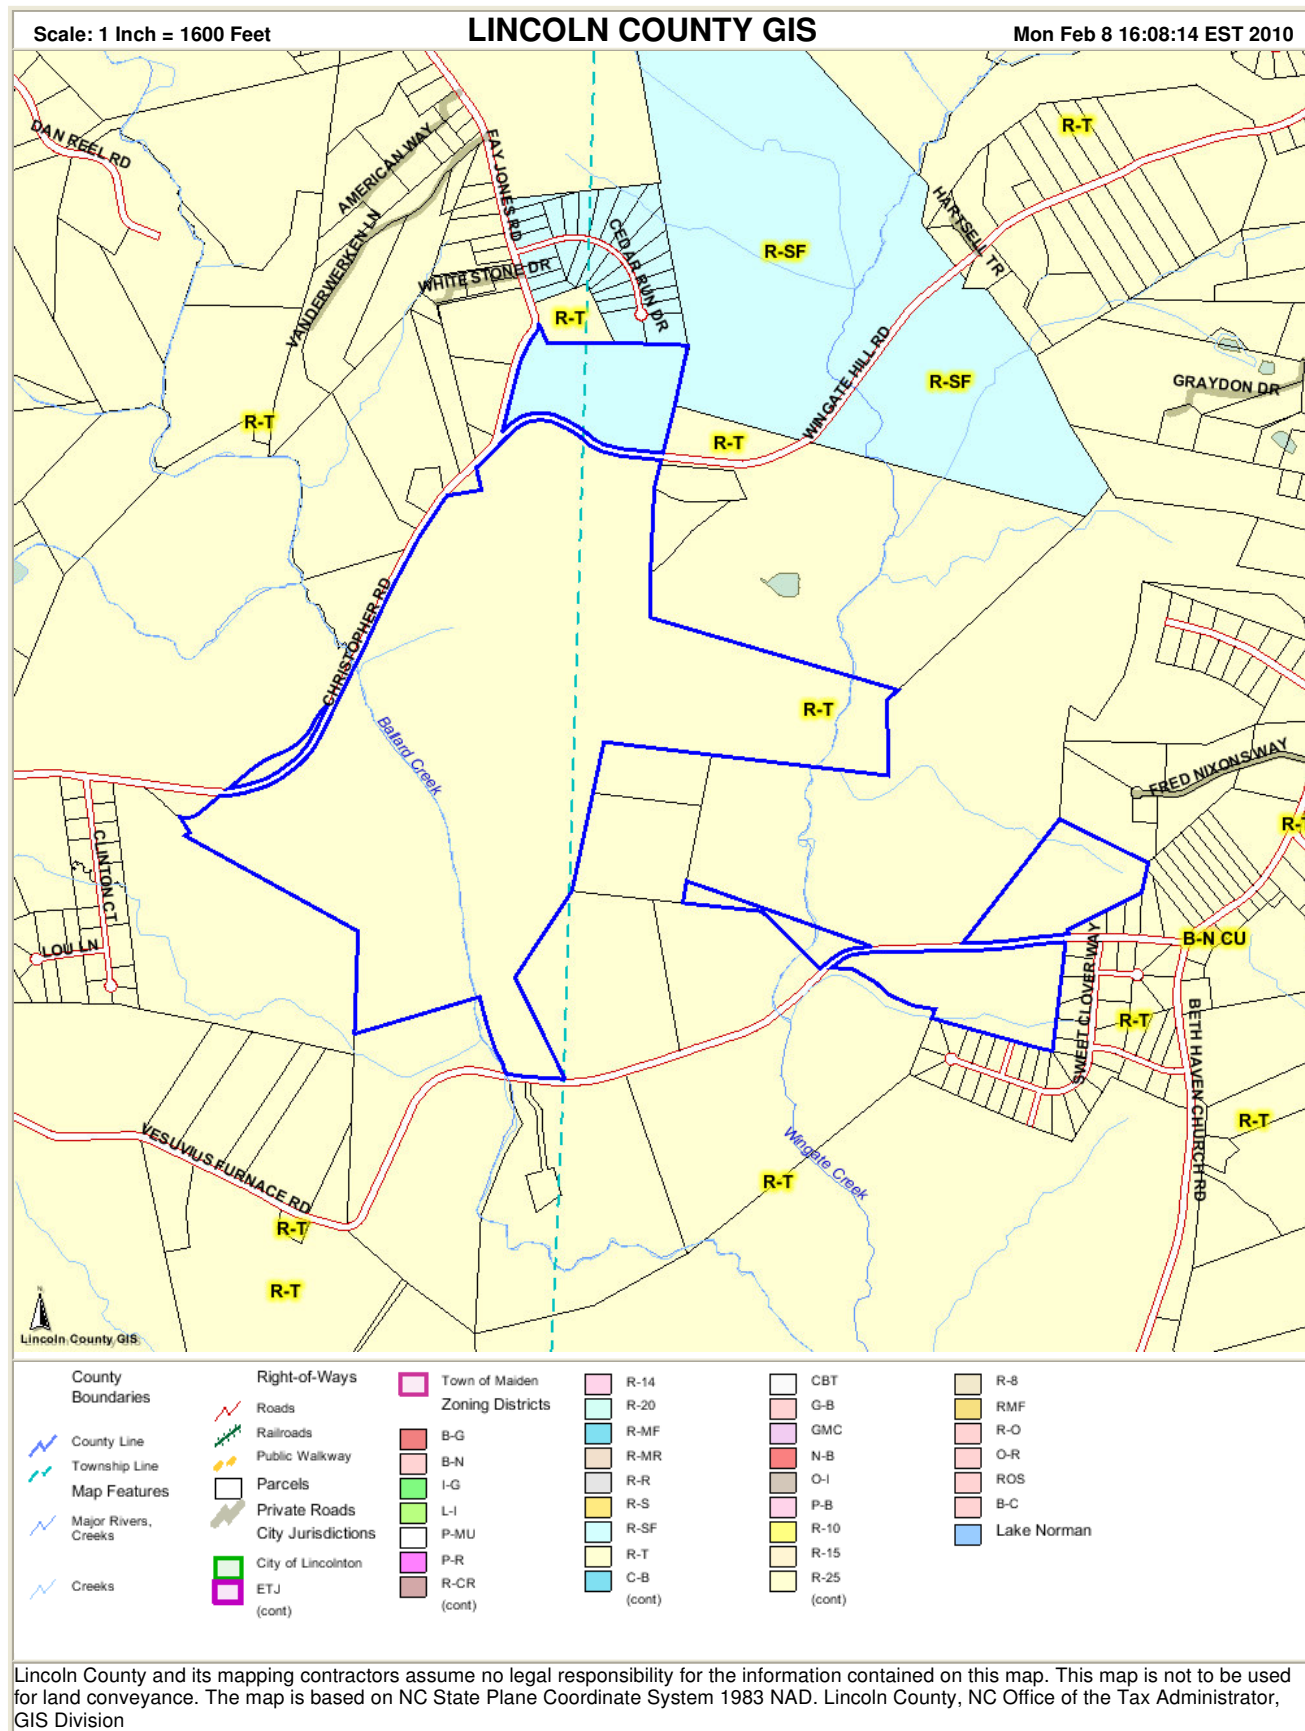 Scale: 1 Inch = 1600 Feet
LINCOLN COUNTY GIS
Mon Feb 8 16:08:14 EST 2010
DAN REEL RD
AMERICAN WAY
FAY JONES RD
VANDERWERKEN LN
WHITE STONE DR
CEDAR RUN DR
R-T
R-T
HARTSELL TR
R-SF
R-SF
WINGATE HILL RD
GRAYDON DR
R-T
R-T
CHRISTOPHER RD
Ballard Creek
R-T
FRED NIXONS WAY
R-T
CLINTON CT
LOU LN
B-N CU
SWEET CLOVER WAY
R-T
BETH HAVEN CHURCH RD
R-T
VESUVIUS FURNACE RD
Wingate Creek
R-T
R-T
R-T
N
Lincoln County GIS
County
Boundaries
County Line
Township Line
Map Features
Major Rivers,
Creeks
Creeks
Right-of-Ways
Roads
Railroads
Public Walkway
Parcels
Private Roads
City Jurisdictions
City of Lincolnton
ETJ
(cont)
Town of Maiden
Zoning Districts
B-G
B-N
I-G
L-I
P-MU
P-R
R-CR
(cont)
R-14
R-20
R-MF
R-MR
R-R
R-S
R-SF
R-T
C-B
(cont)
CBT
G-B
GMC
N-B
O-I
P-B
R-10
R-15
R-25
(cont)
R-8
RMF
R-O
O-R
ROS
B-C
Lake Norman
Lincoln County and its mapping contractors assume no legal responsibility for the information contained on this map. This map is not to be used
for land conveyance. The map is based on NC State Plane Coordinate System 1983 NAD. Lincoln County, NC Office of the Tax Administrator,
GIS Division